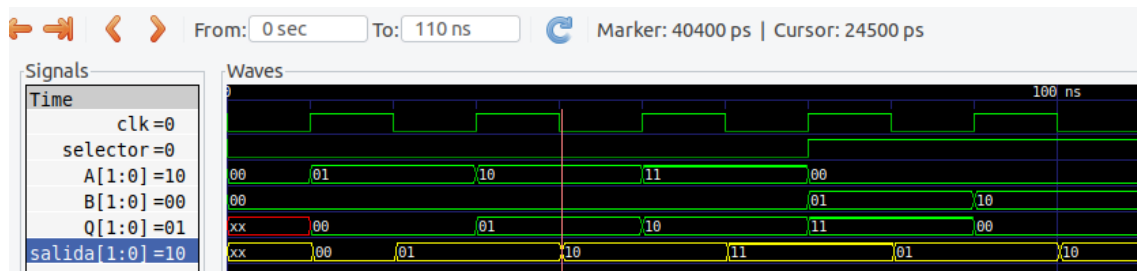 From: 0 sec To: 110 ns Marker: 40400 ps | Cursor: 24500 ps
Signals Waves
Time 0 100 ns
clk=0
selector=0
A[1:0]=10 00 01 10 11 00
B[1:0]=00 00 01 10
Q[1:0]=01 xx 00 01 10 11 00
salida[1:0]=10 xx 00 01 10 11 01 10